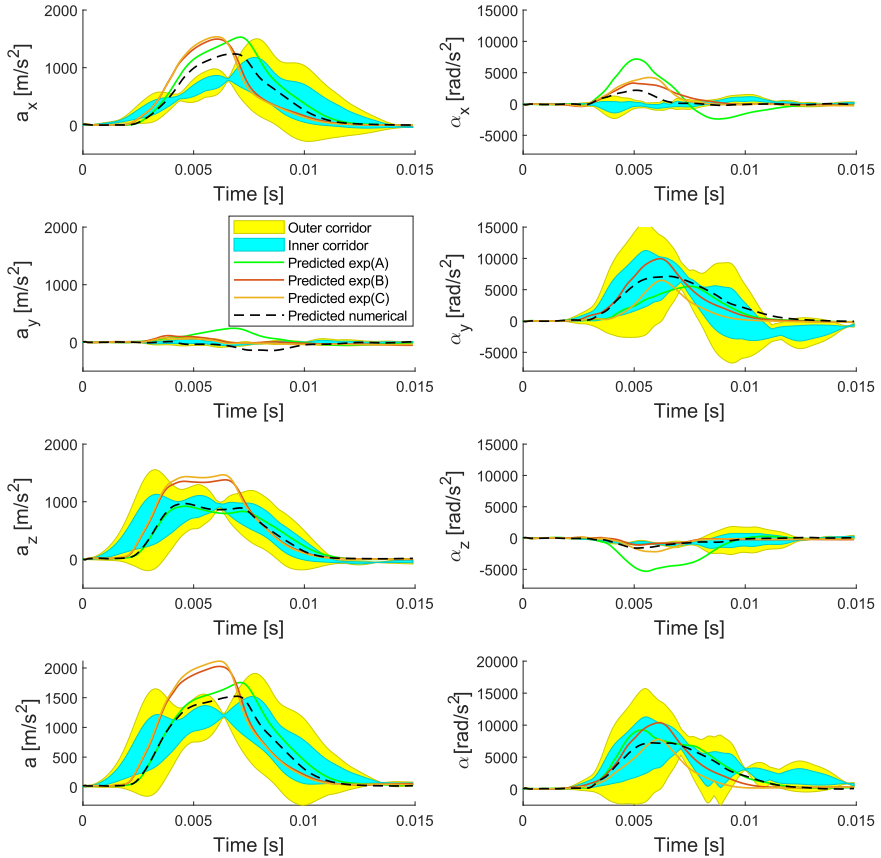 2000
1000
0
a_x [m/s^2]
0 0.005 0.01 0.015
Time [s]
15000
10000
5000
0
-5000
α_x [rad/s^2]
0 0.005 0.01 0.015
Time [s]
2000
1000
0
a_y [m/s^2]
Outer corridor
Inner corridor
Predicted exp(A)
Predicted exp(B)
Predicted exp(C)
Predicted numerical
0 0.005 0.01 0.015
Time [s]
15000
10000
5000
0
-5000
α_y [rad/s^2]
0 0.005 0.01 0.015
Time [s]
2000
1000
0
a_z [m/s^2]
0 0.005 0.01 0.015
Time [s]
15000
10000
5000
0
-5000
α_z [rad/s^2]
0 0.005 0.01 0.015
Time [s]
2000
1500
1000
500
0
a [m/s^2]
0 0.005 0.01 0.015
Time [s]
20000
15000
10000
5000
0
α[rad/s^2]
0 0.005 0.01 0.015
Time [s]